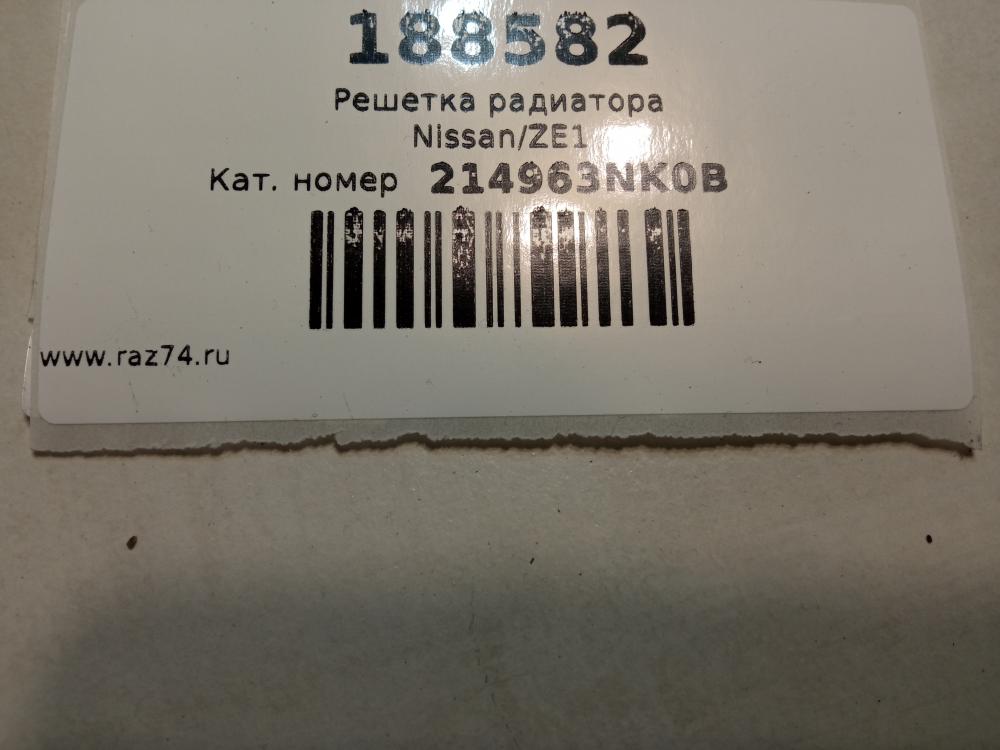 188582
Решетка радиатора
Nissan/ZE1
Кат. номер 214963NK0B
www.raz74.ru